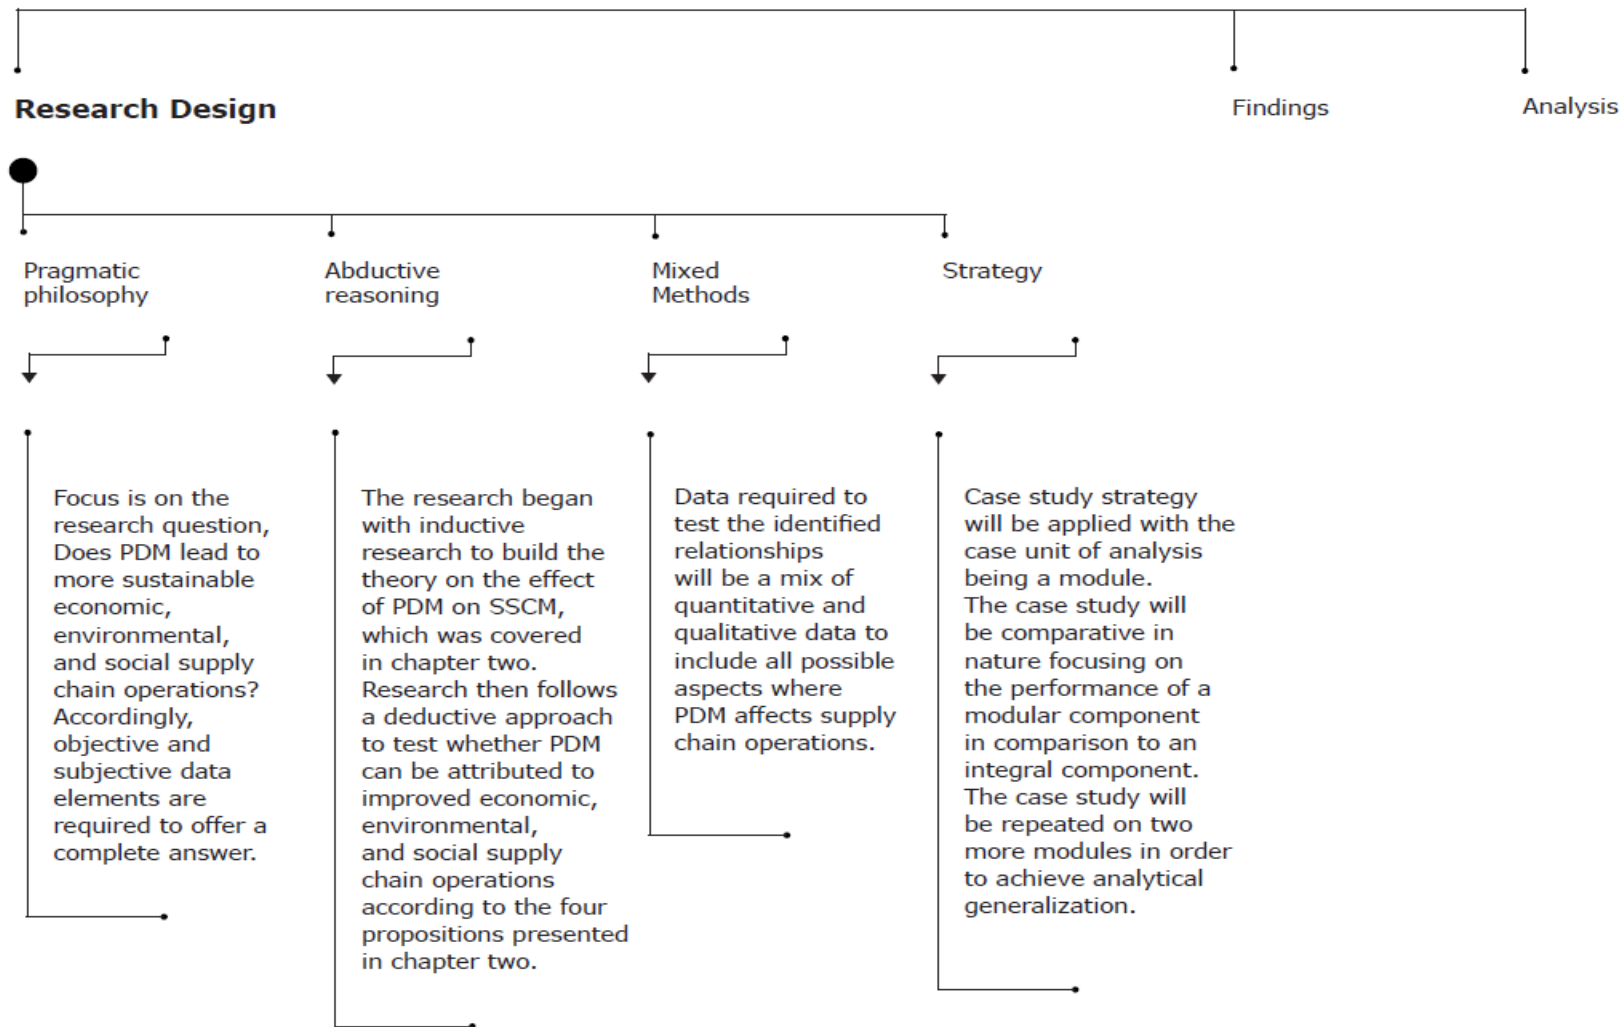 Research Design
Findings
Analysis
Pragmatic
philosophy
Abductive
reasoning
Mixed
Methods
Strategy
Focus is on the
research question,
Does PDM lead to
more sustainable
economic,
environmental,
and social supply
chain operations?
Accordingly,
objective and
subjective data
elements are
required to offer a
complete answer.
The research began
with inductive
research to build the
theory on the effect
of PDM on SSCM,
which was covered
in chapter two.
Research then follows
a deductive approach
to test whether PDM
can be attributed to
improved economic,
environmental,
and social supply
chain operations
according to the four
propositions presented
in chapter two.
Data required to
test the identified
relationships
will be a mix of
quantitative and
qualitative data to
include all possible
aspects where
PDM affects supply
chain operations.
Case study strategy
will be applied with the
case unit of analysis
being a module.
The case study will
be comparative in
nature focusing on
the performance of a
modular component
in comparison to an
integral component.
The case study will
be repeated on two
more modules in order
to achieve analytical
generalization.